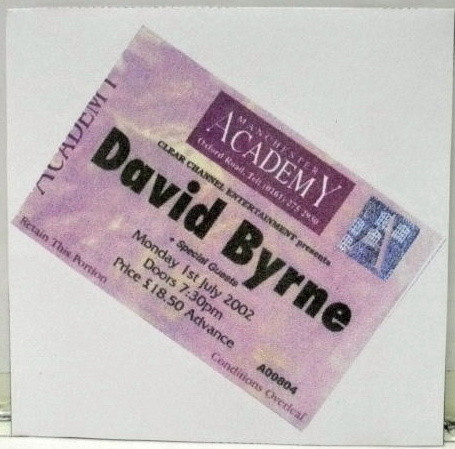 ACADEMY
MANCHESTER
ACADEMY
Oxford Road, Tel: (0161) 275 2930
CLEAR CHANNEL ENTERTAINMENT presents
David Byrne
+ Special Guests
Monday 1st July 2002
Doors 7:30pm
Price £18.50 Advance
A00804
Retain This Portion
Conditions Overleaf